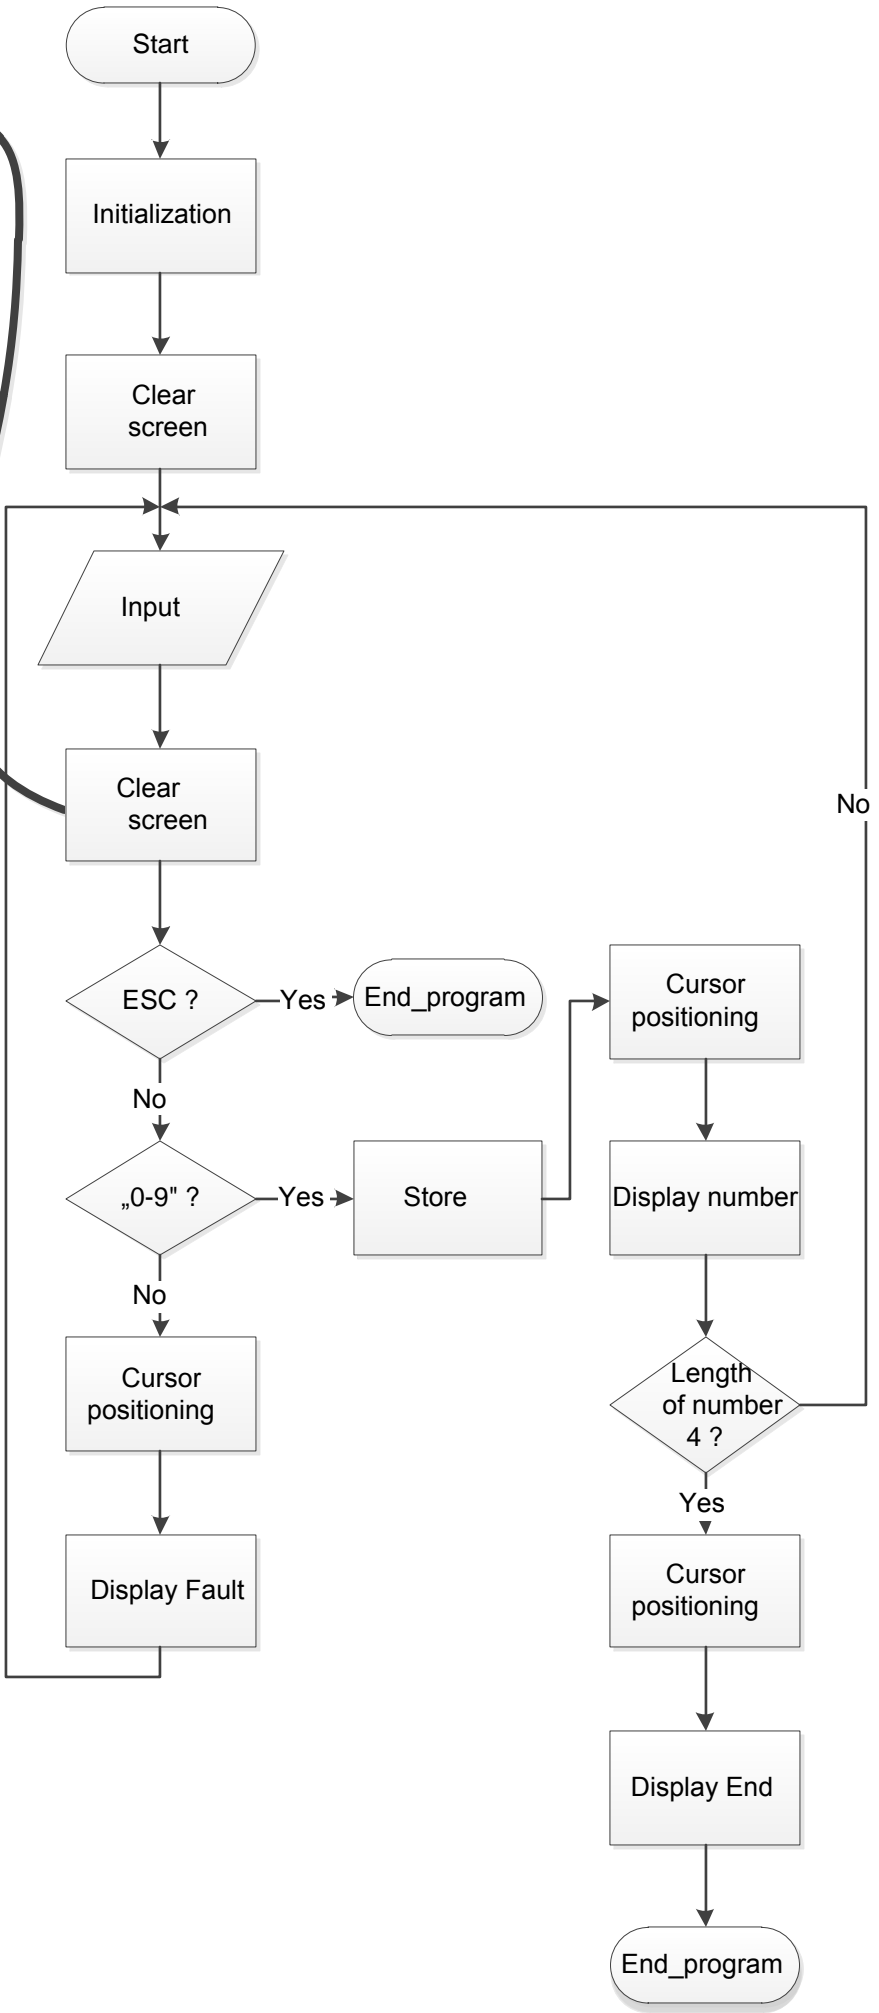 Start
Initialization
Clear
screen
Input
Clear
screen
No
ESC ?
Yes
End_program
Cursor
positioning
No
„0-9" ?
Yes
Store
Display number
No
Cursor
positioning
Length
of number
4 ?
Yes
Display Fault
Cursor
positioning
Display End
End_program